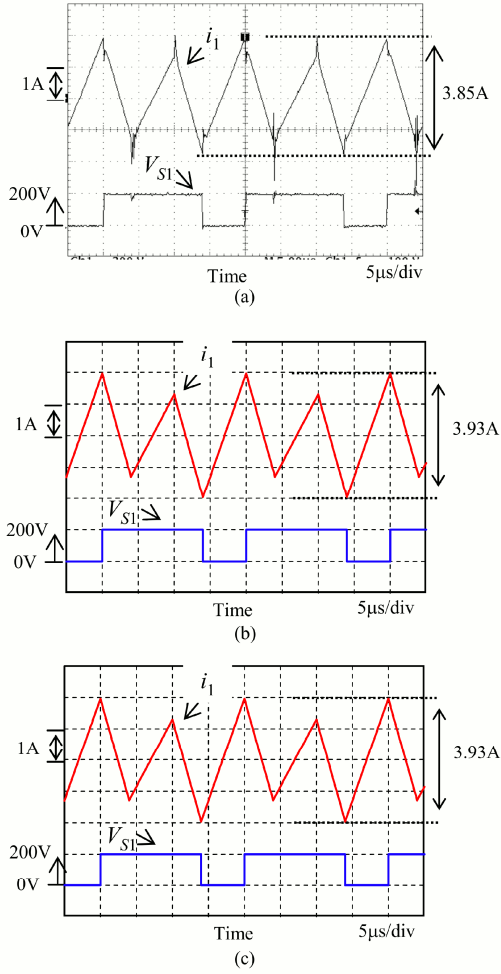 i1
1A
3.85A
VS1
200V
0V
Time
5μs/div
(a)
i1
1A
3.93A
VS1
200V
0V
Time
5μs/div
(b)
i1
1A
3.93A
VS1
200V
0V
Time
5μs/div
(c)